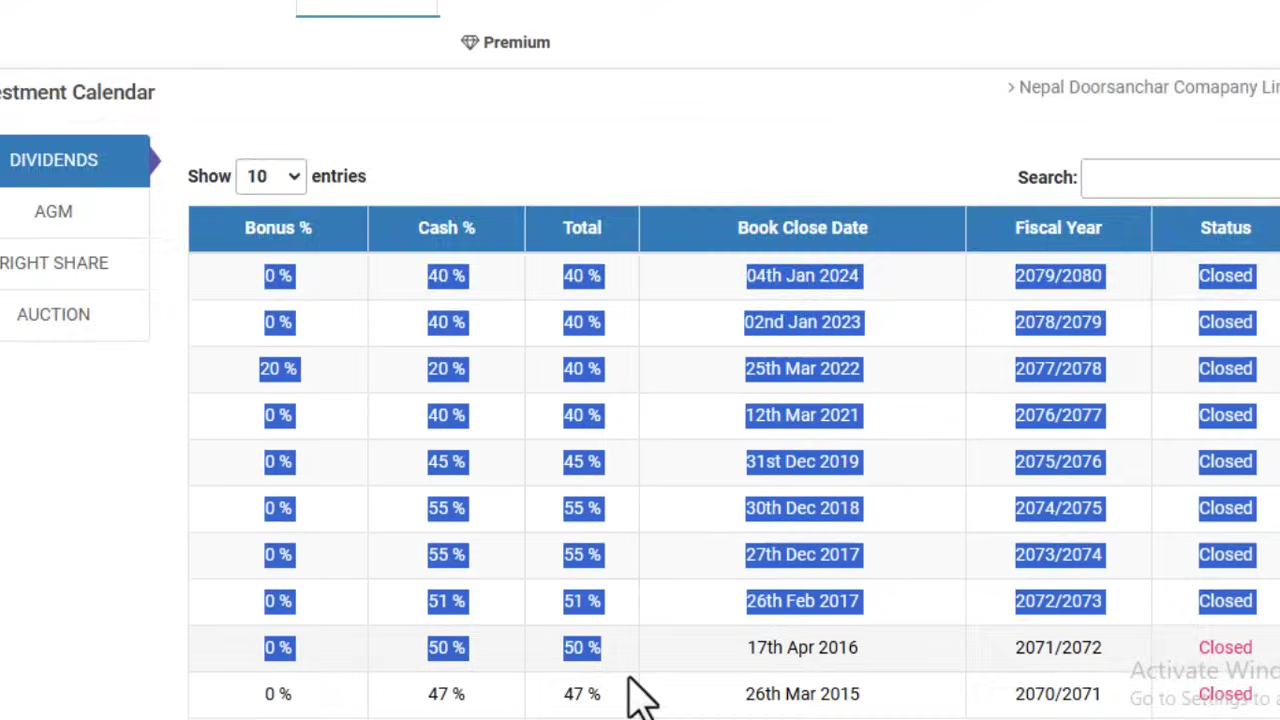 Premium
estment Calendar
> Nepal Doorsanchar Comapany Lir
DIVIDENDS
AGM
RIGHT SHARE
AUCTION
Show 10 entries
Search:
Bonus % Cash % Total Book Close Date Fiscal Year Status
0 % 40 % 40 % 04th Jan 2024 2079/2080 Closed
0 % 40 % 40 % 02nd Jan 2023 2078/2079 Closed
20 % 20 % 40 % 25th Mar 2022 2077/2078 Closed
0 % 40 % 40 % 12th Mar 2021 2076/2077 Closed
0 % 45 % 45 % 31st Dec 2019 2075/2076 Closed
0 % 55 % 55 % 30th Dec 2018 2074/2075 Closed
0 % 55 % 55 % 27th Dec 2017 2073/2074 Closed
0 % 51 % 51 % 26th Feb 2017 2072/2073 Closed
0 % 50 % 50 % 17th Apr 2016 2071/2072 Closed
0 % 47 % 47 % 26th Mar 2015 2070/2071 Closed
Activate Wind
Go to Settings to a